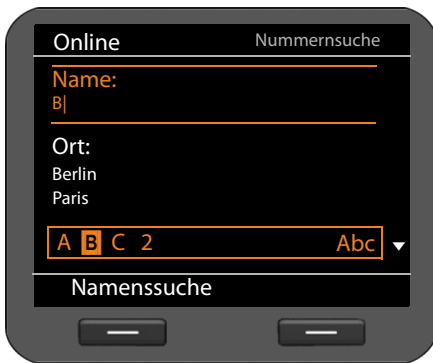 Online Nummernsuche
Name:
B|
Ort:
Berlin
Paris
A B C 2 Abc
Namenssuche